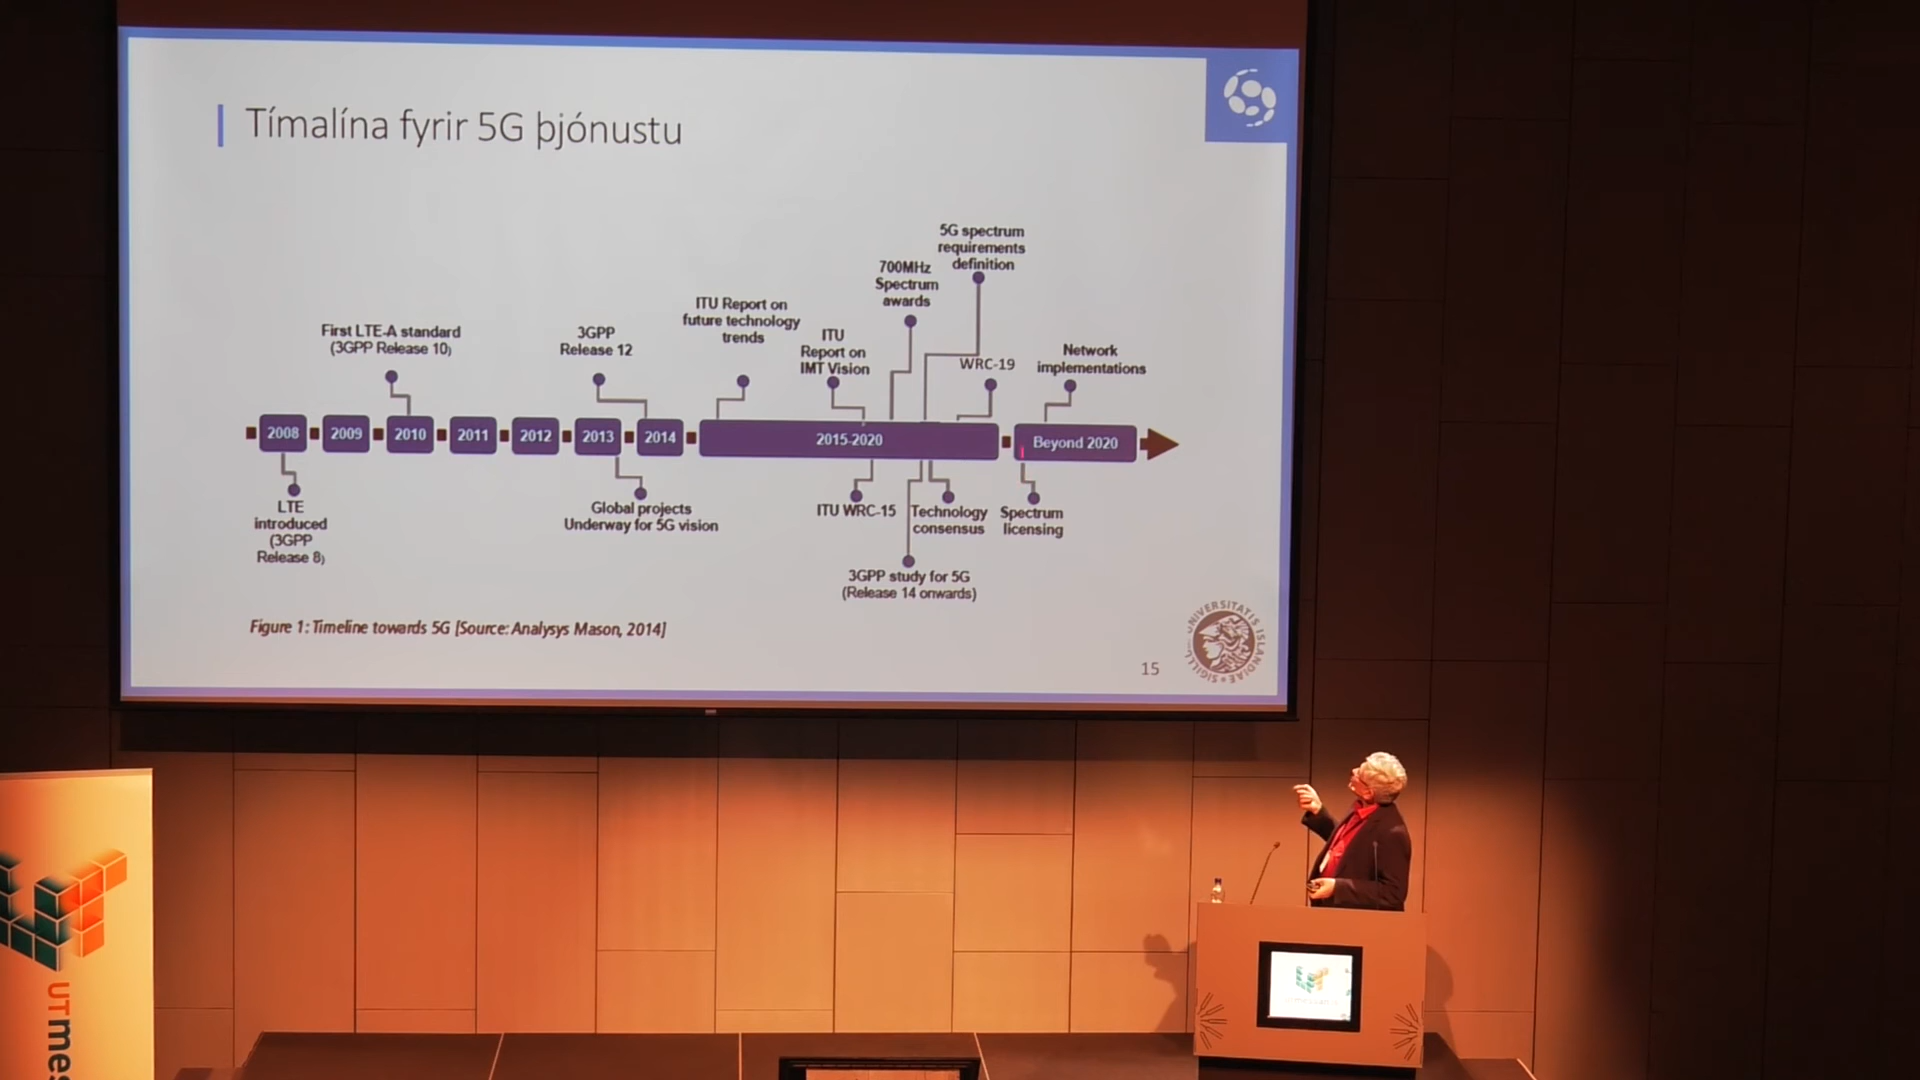 Tímalína fyrir 5G þjónustu
5G spectrum
requirements
definition
700MHz
Spectrum
awards
ITU Report on
future technology
trends
ITU
Report on
IMT Vision
First LTE-A standard
(3GPP Release 10)
3GPP
Release 12
WRC-19
Network
implementations
2008
2009
2010
2011
2012
2013
2014
2015-2020
Beyond 2020
LTE
introduced
(3GPP
Release 8)
Global projects
Underway for 5G vision
ITU WRC-15
Technology
consensus
Spectrum
licensing
3GPP study for 5G
(Release 14 onwards)
Figure 1: Timeline towards 5G [Source: Analysys Mason, 2014]
15
UTmes